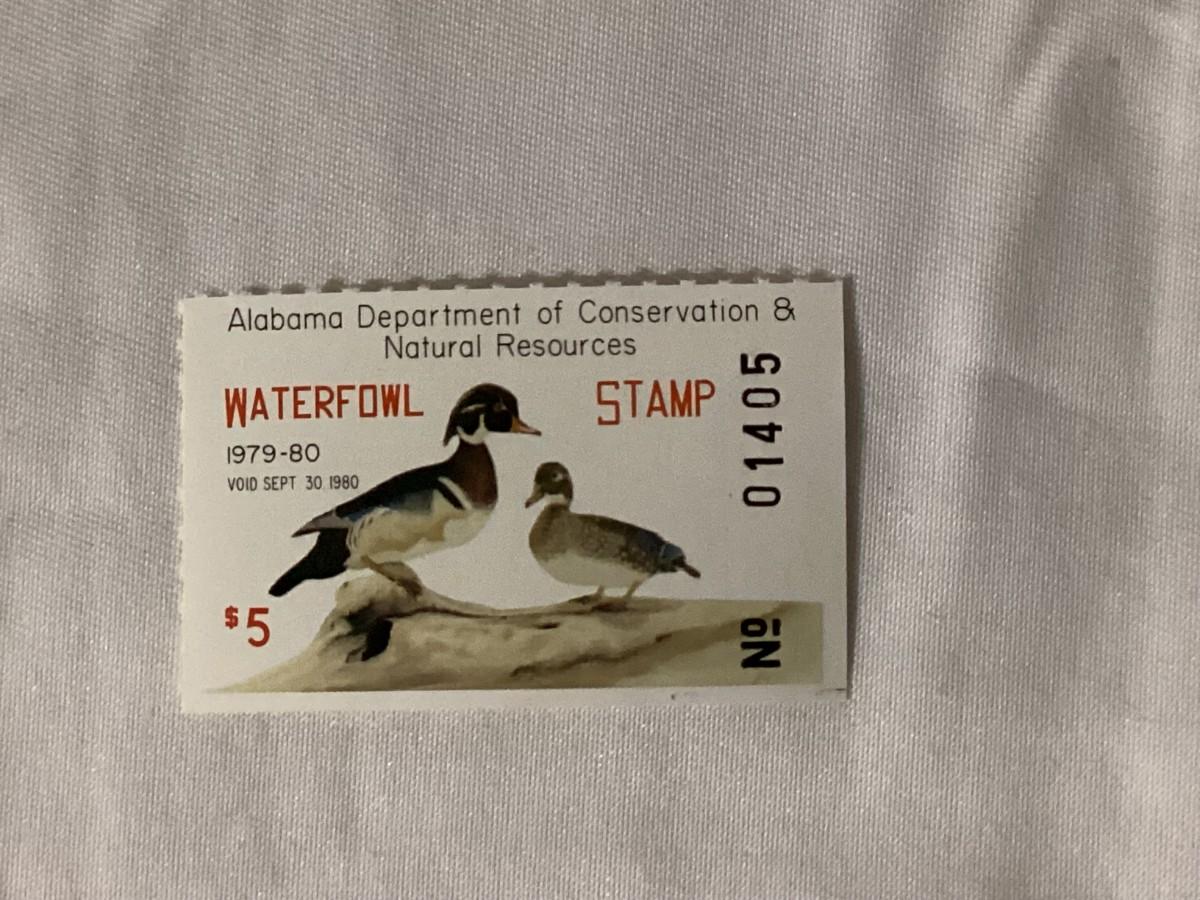 Alabama Department of Conservation &
Natural Resources
WATERFOWL STAMP
1979-80
VOID SEPT 30 1980
$5
No 01405